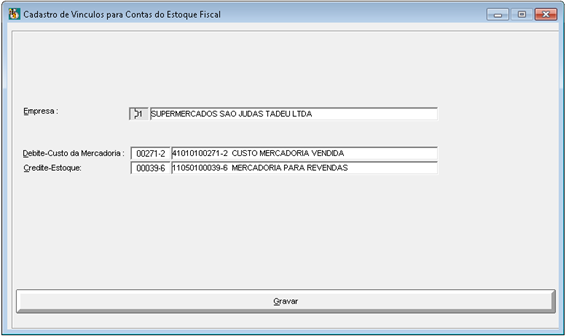 Cadastro de Vinculos para Contas do Estoque Fiscal
Empresa : 01 SUPERMERCADOS SAO JUDAS TADEU LTDA
Debite-Custo da Mercadoria : 00271-2 41010100271-2 CUSTO MERCADORIA VENDIDA
Credite-Estoque: 00039-6 11050100039-6 MERCADORIA PARA REVENDAS
Gravar